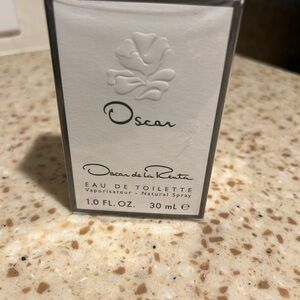 Oscar
Oscar de la Renta
EAU DE TOILETTE
Vaporisateur - Natural Spray
1.0 FL. OZ. 30 mL ℮